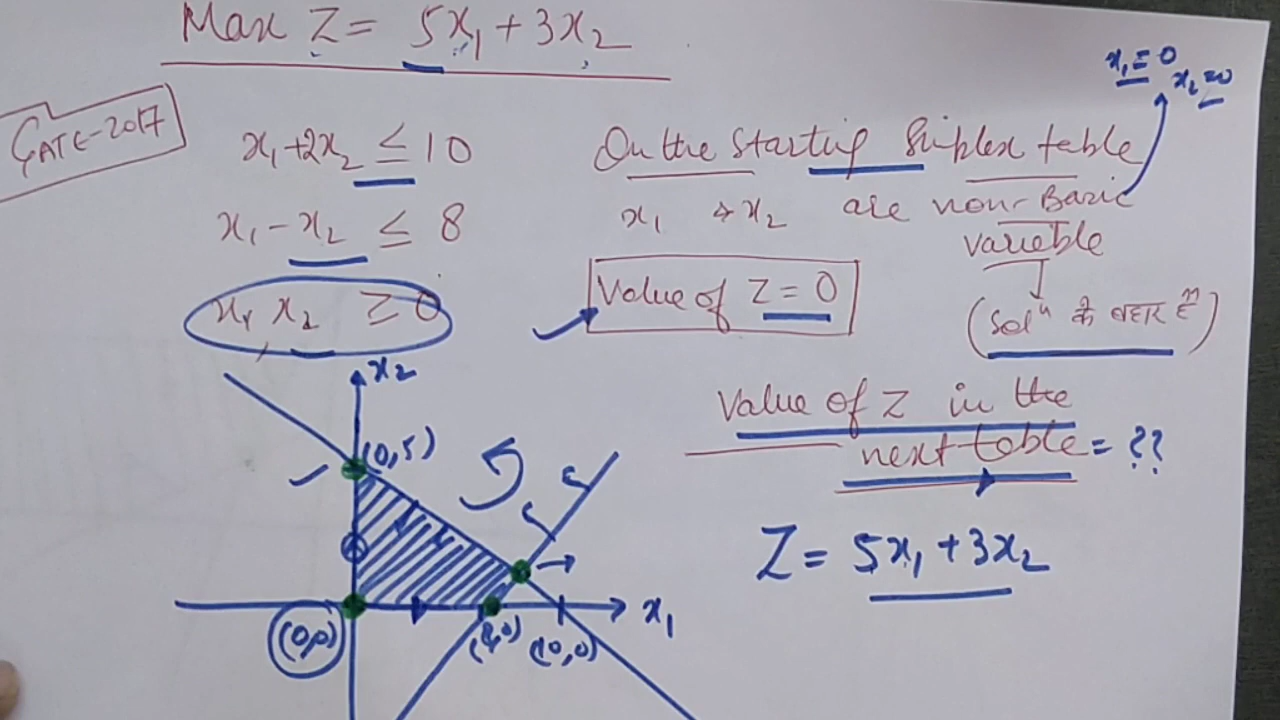 Max Z = 5x₁ + 3x₂
x₁ = 0
x₂ = 0
GATE-2017
x₁ + 2x₂ ≤ 10
x₁ - x₂ ≤ 8
x₁, x₂ ≥ 0
On the starting Simplex table
x₁ & x₂ are non-Basic
variable
Value of Z = 0
(Solⁿ के बाहर हैं)
Value of Z in the
next table = ??
Z = 5x₁ + 3x₂
x₂
(0,5)
x₁
(0,0)
(8,0)
(10,0)